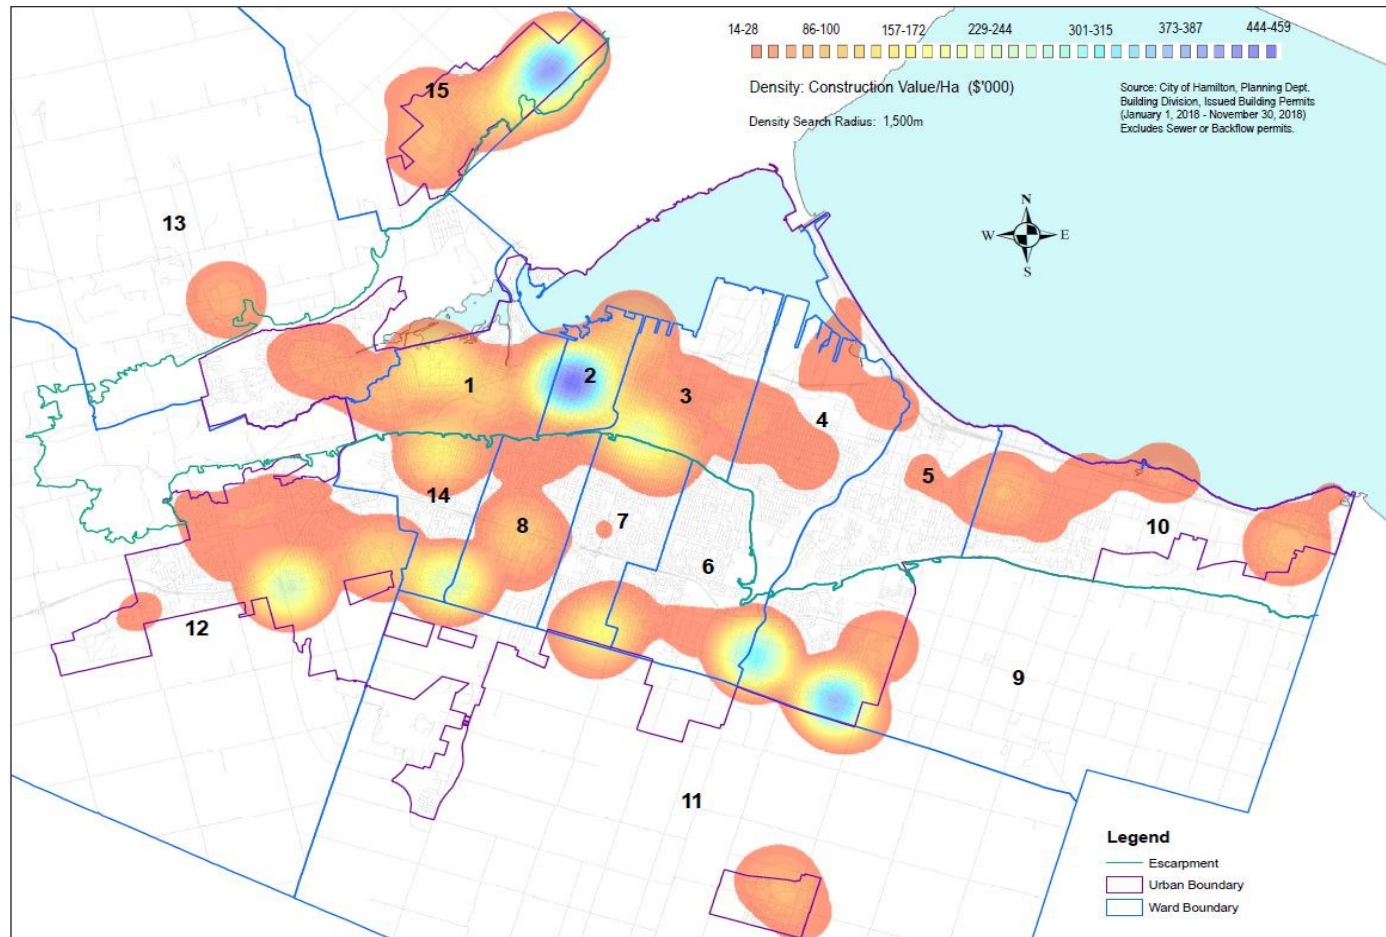 14-28 86-100 157-172 229-244 301-315 373-387 444-459
Density: Construction Value/Ha ($'000)
Density Search Radius: 1,500m
Source: City of Hamilton, Planning Dept.
Building Division, Issued Building Permits
(January 1, 2018 - November 30, 2018)
Excludes Sewer or Backflow permits.
15
13
N
W E
S
1
2
3
4
5
14
8
7
6
10
12
9
11
Legend
Escarpment
Urban Boundary
Ward Boundary